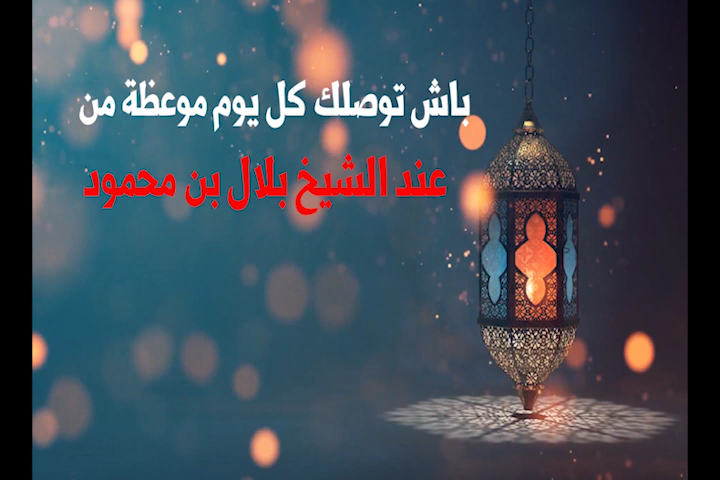 باش توصلك كل يوم موعظة من
عند الشيخ بلال بن محمود